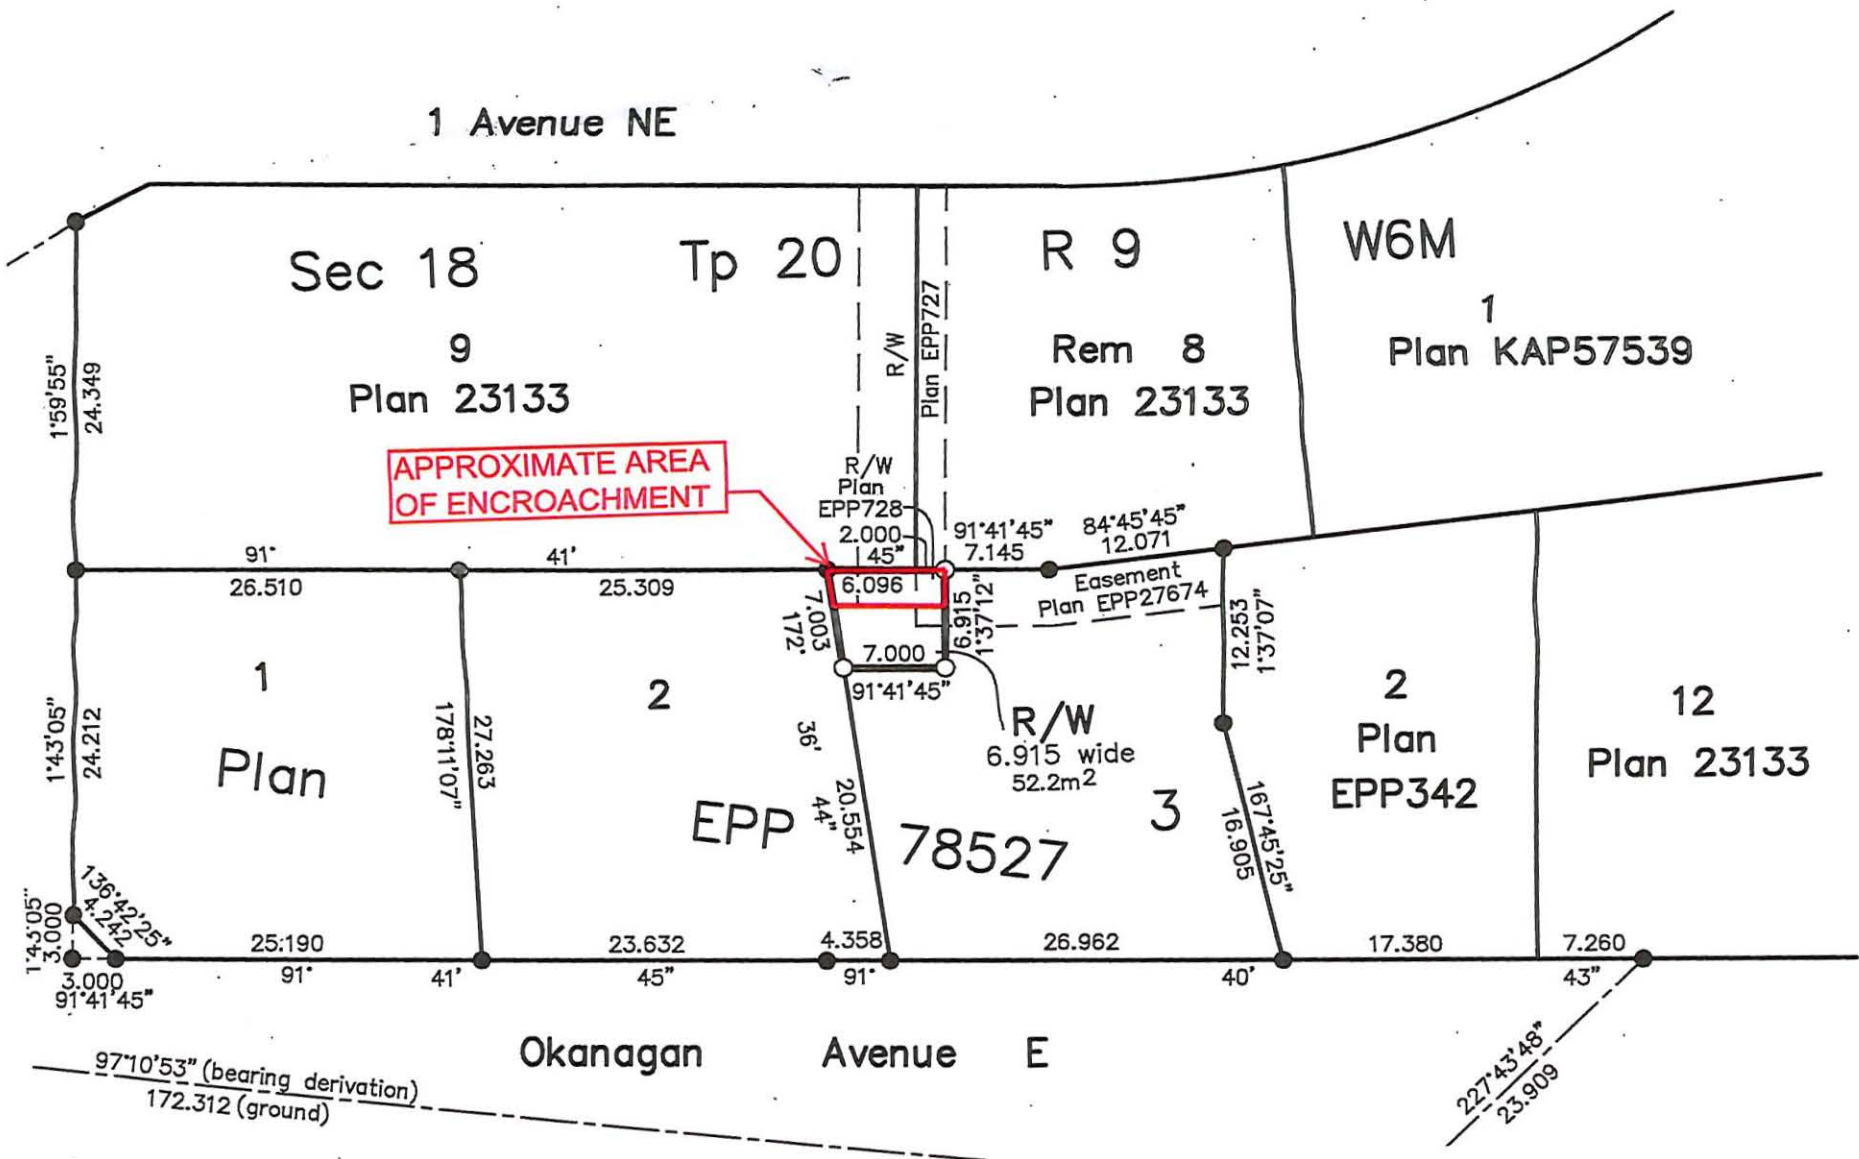 1 Avenue NE
Sec 18
Tp 20
R 9
W6M
9
Plan 23133
Rem 8
Plan 23133
1
Plan KAP57539
1°59'55"
24.349
R/W
Plan EPP727
APPROXIMATE AREA
OF ENCROACHMENT
R/W
Plan
EPP728
2.000
91°41'45"
7.145
84°45'45"
12.071
91°
41'
45"
26.510
25.309
6.096
Easement
Plan EPP27674
7.003
172°
36'
44"
6.915
1°37'12"
7.000
91°41'45"
12.253
1°37'07"
1
2
Plan
EPP
78527
3
R/W
6.915 wide
52.2m²
2
Plan
EPP342
12
Plan 23133
1°43'05"
24.212
178°11'07"
27.263
20.554
167°45'25"
16.905
136°42'25"
4.242
1°43'05"
3.000
3.000
91°41'45"
25.190
23.632
4.358
26.962
17.380
7.260
91°
41'
45"
91°
40'
43"
Okanagan Avenue E
97°10'53" (bearing derivation)
172.312 (ground)
227°43'48"
23.909